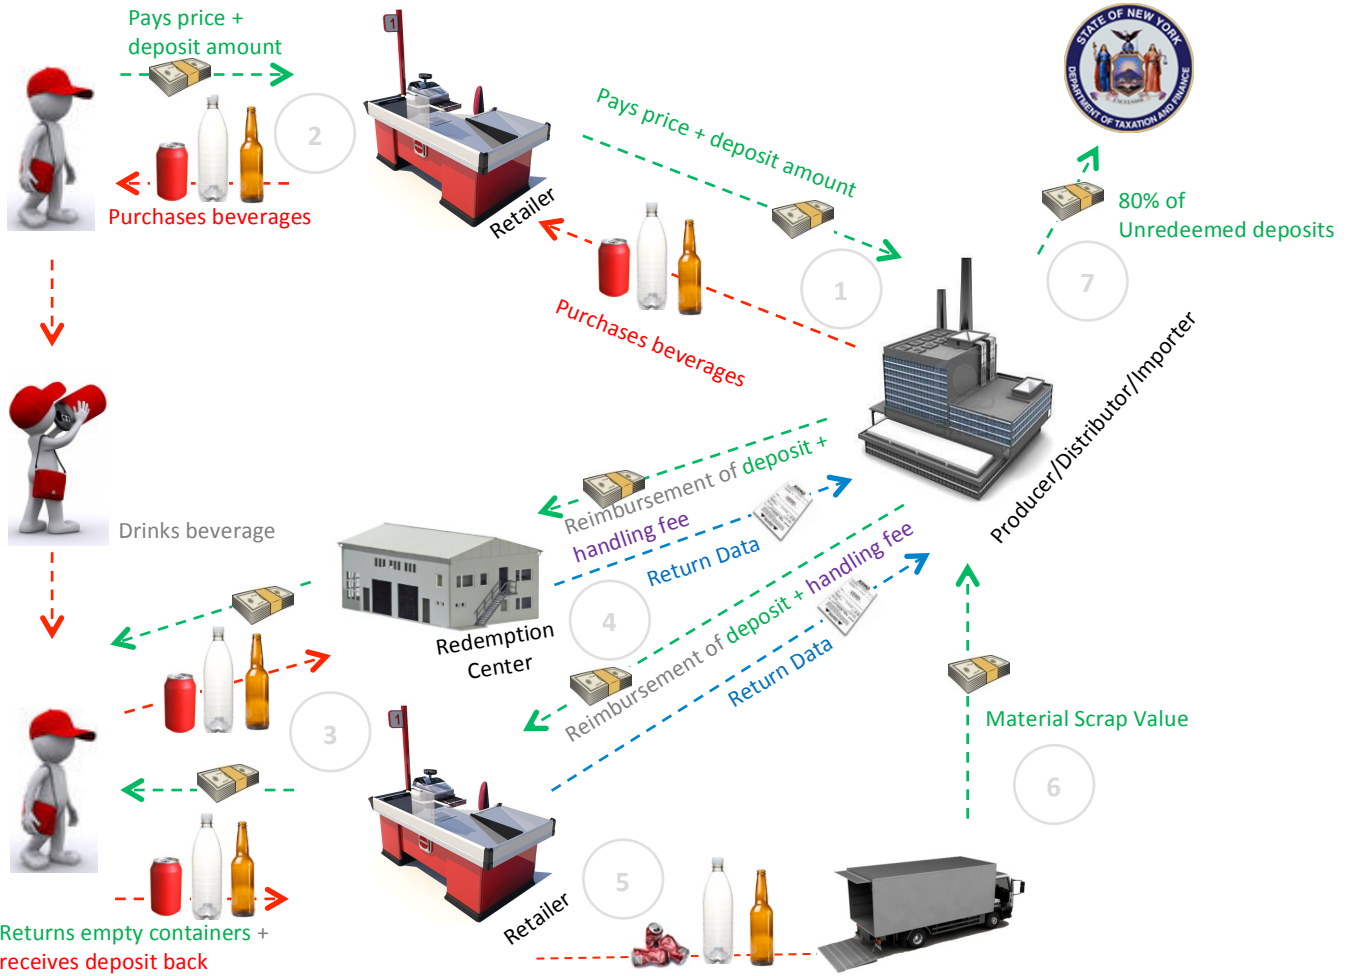 Pays price +
deposit amount
2
Purchases beverages
1
Retailer
Pays price + deposit amount
Purchases beverages
1
STATE OF NEW YORK
DEPARTMENT OF TAXATION AND FINANCE
EXCELSIOR
80% of
Unredeemed deposits
7
Producer/Distributor/Importer
Drinks beverage
Redemption
Center
Reimbursement of deposit +
handling fee
Return Data
4
Reimbursement of deposit + handling fee
Return Data
3
1
Retailer
5
Material Scrap Value
6
Returns empty containers +
receives deposit back